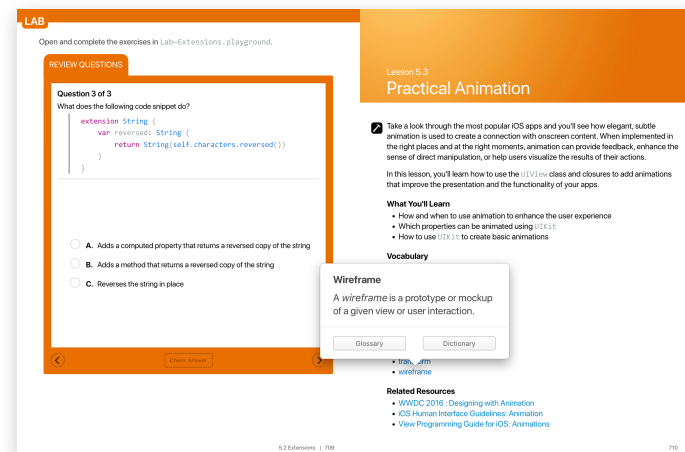 LAB
Open and complete the exercises in Lab–Extensions.playground.
REVIEW QUESTIONS
Question 3 of 3
What does the following code snippet do?
extension String {
var reversed: String {
return String(self.characters.reversed())
}
}
A. Adds a computed property that returns a reversed copy of the string
B. Adds a method that returns a reversed copy of the string
C. Reverses the string in place
Check Answer
5.2 Extensions | 709
Lesson 5.3
Practical Animation
Take a look through the most popular iOS apps and you'll see how elegant, subtle
animation is used to create a connection with onscreen content. When implemented in
the right places and at the right moments, animation can provide feedback, enhance the
sense of direct manipulation, or help users visualize the results of their actions.
In this lesson, you'll learn how to use the UIView class and closures to add animations
that improve the presentation and the functionality of your apps.
What You'll Learn
• How and when to use animation to enhance the user experience
• Which properties can be animated using UIKit
• How to use UIKit to create basic animations
Vocabulary
Wireframe
A wireframe is a prototype or mockup
of a given view or user interaction.
Glossary
Dictionary
• wireframe
Related Resources
• WWDC 2016 : Designing with Animation
• iOS Human Interface Guidelines: Animation
• View Programming Guide for iOS: Animations
710